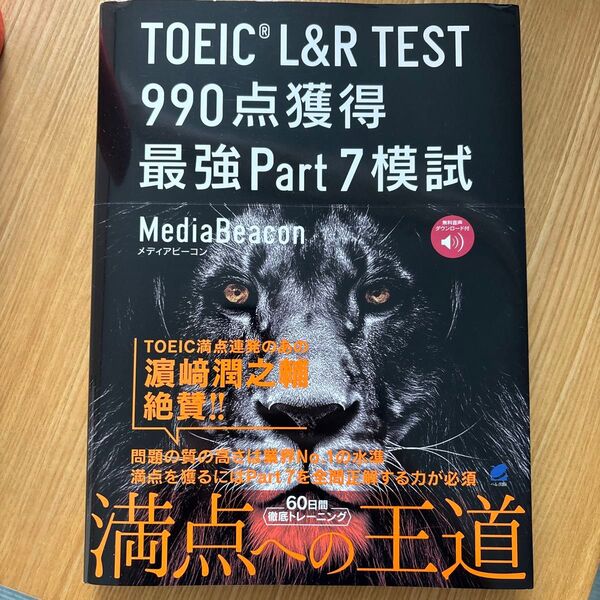 TOEIC® L&R TEST
990点獲得
最強Part 7模試
MediaBeacon
メディアビーコン
無料音声
ダウンロード付
TOEIC満点連発のあの
濵﨑潤之輔
絶賛!!
問題の質の高さは業界No.1の水準
満点を獲るにはPart 7を全問正解する力が必須
ベレ出版
60日間
徹底トレーニング
満点への王道